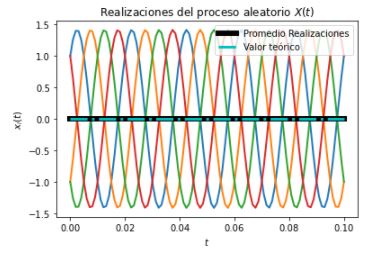 Realizaciones del proceso aleatorio X(t)
Promedio Realizaciones
Valor teórico
x_i(t)
1.5
1.0
0.5
0.0
−0.5
−1.0
−1.5
0.00 0.02 0.04 0.06 0.08 0.10
t